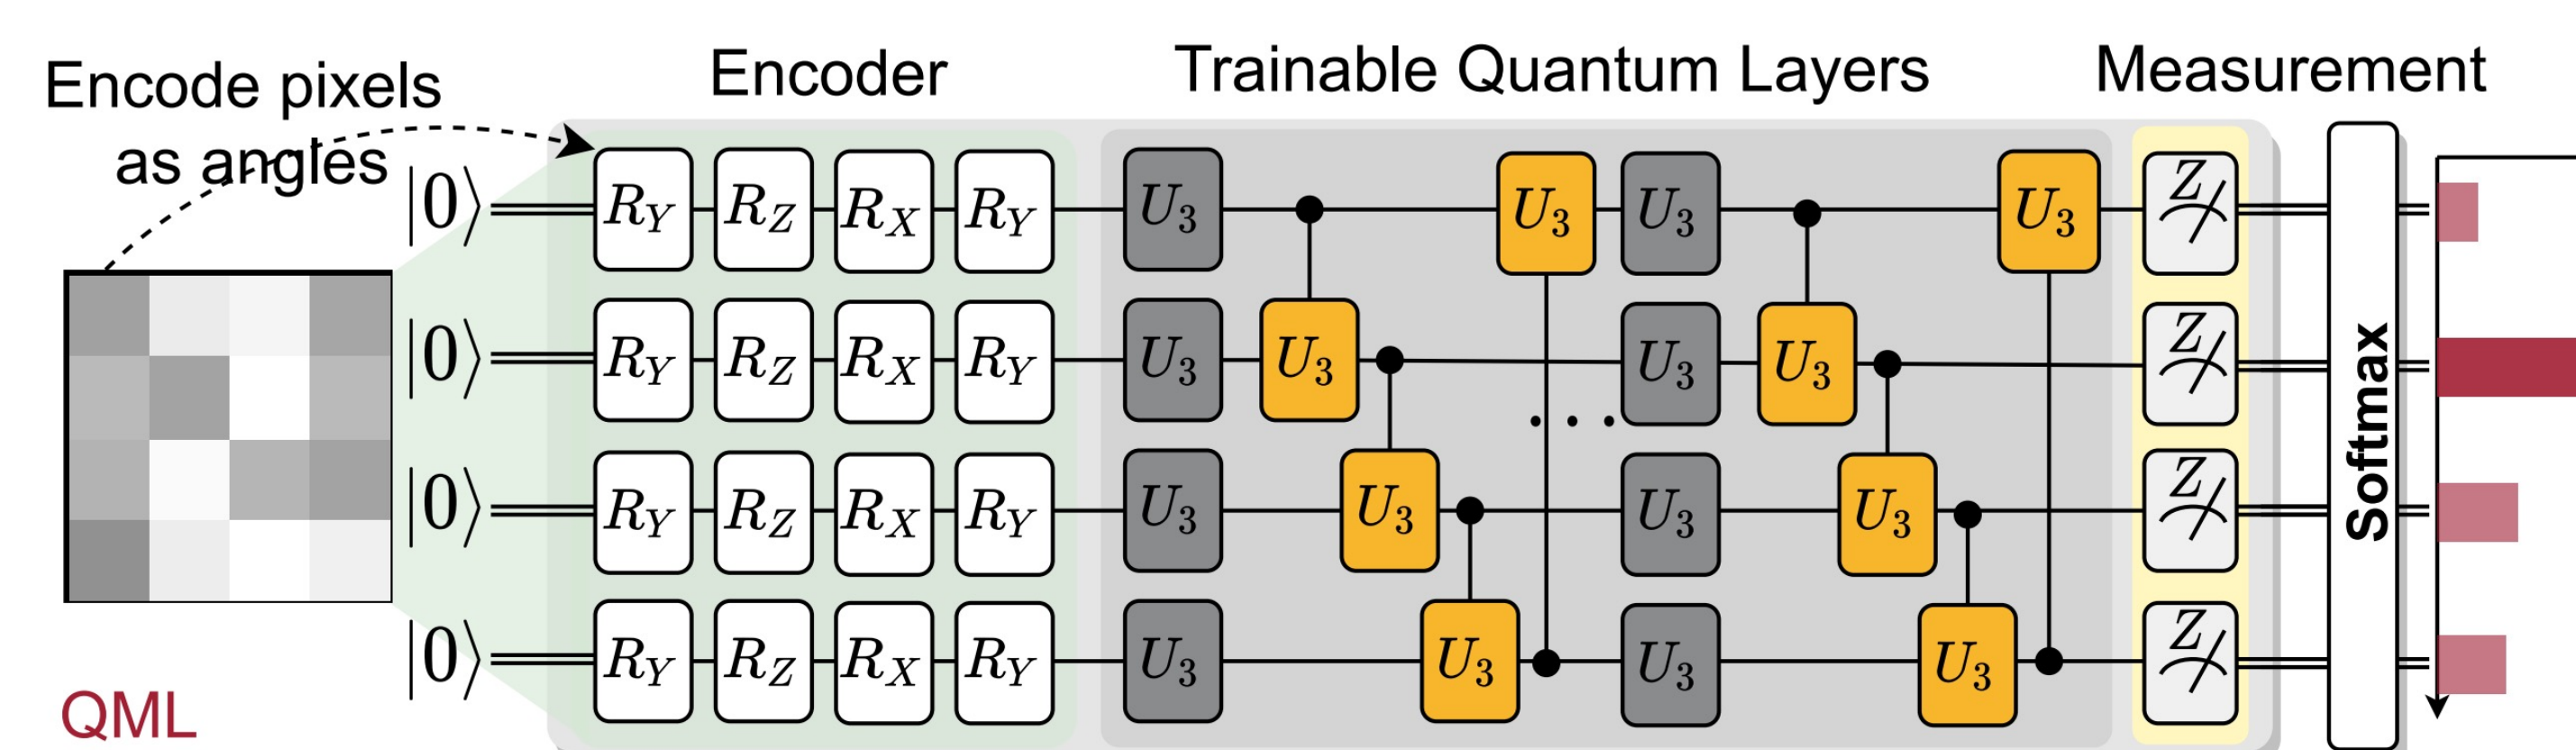 Encode pixels
as angles
Encoder
Trainable Quantum Layers
Measurement
|0⟩ R_Y R_Z R_X R_Y U_3 U_3 U_3 U_3 Z
|0⟩ R_Y R_Z R_X R_Y U_3 U_3 U_3 U_3 Z
|0⟩ R_Y R_Z R_X R_Y U_3 U_3 U_3 U_3 Z
|0⟩ R_Y R_Z R_X R_Y U_3 U_3 U_3 U_3 Z
. . .
Softmax
QML